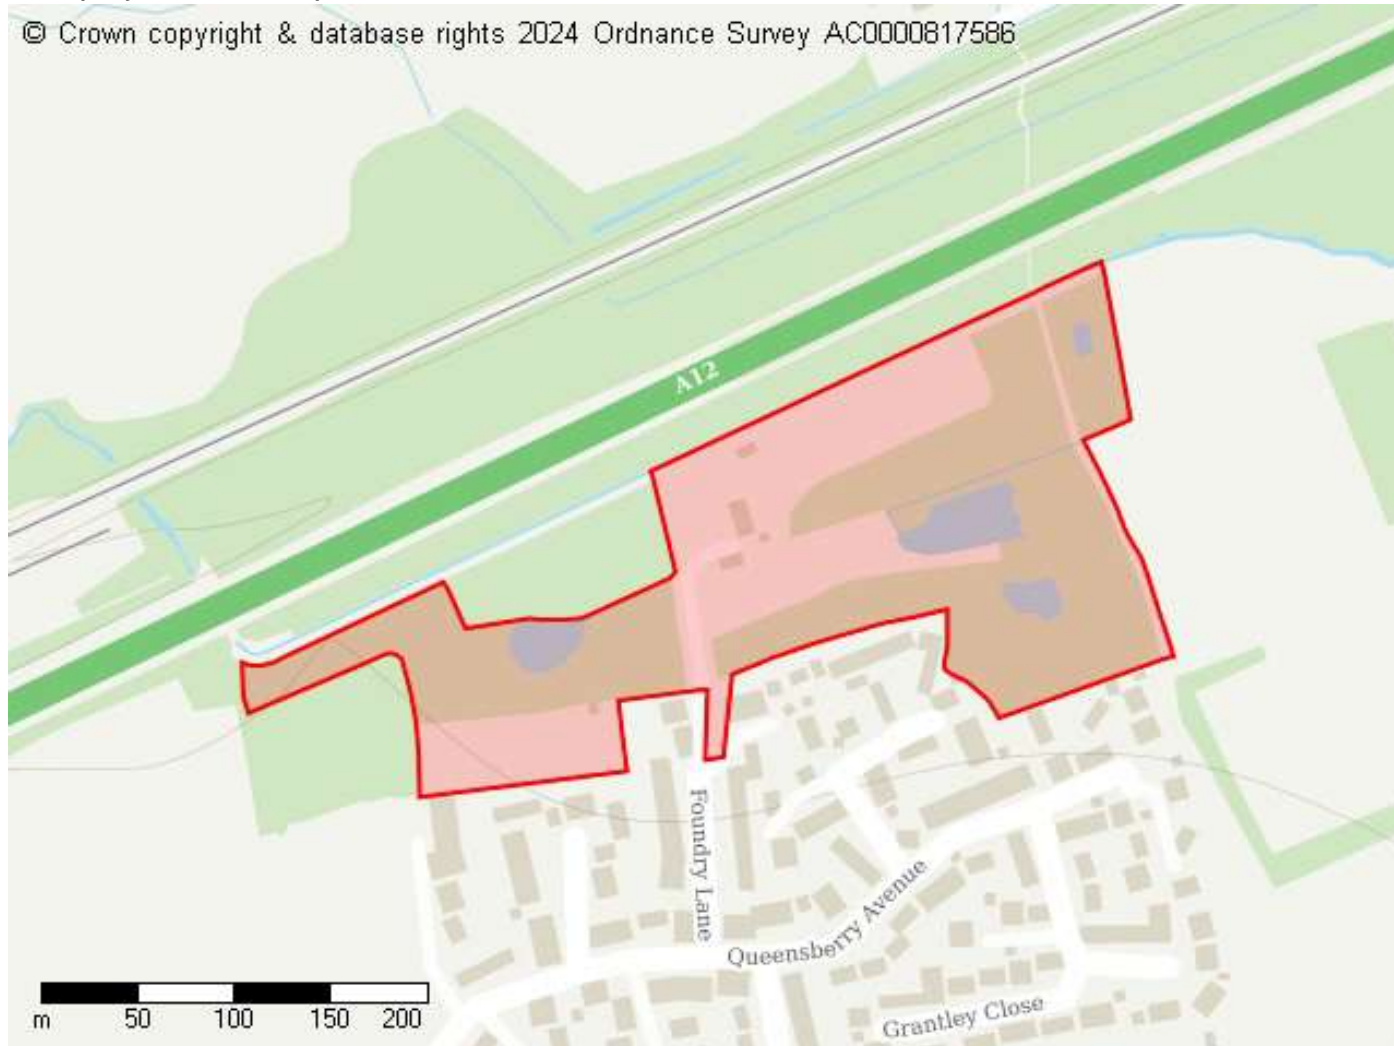 © Crown copyright & database rights 2024 Ordnance Survey AC0000817586
A12
Foundry Lane
Queensberry Avenue
Grantley Close
m 50 100 150 200